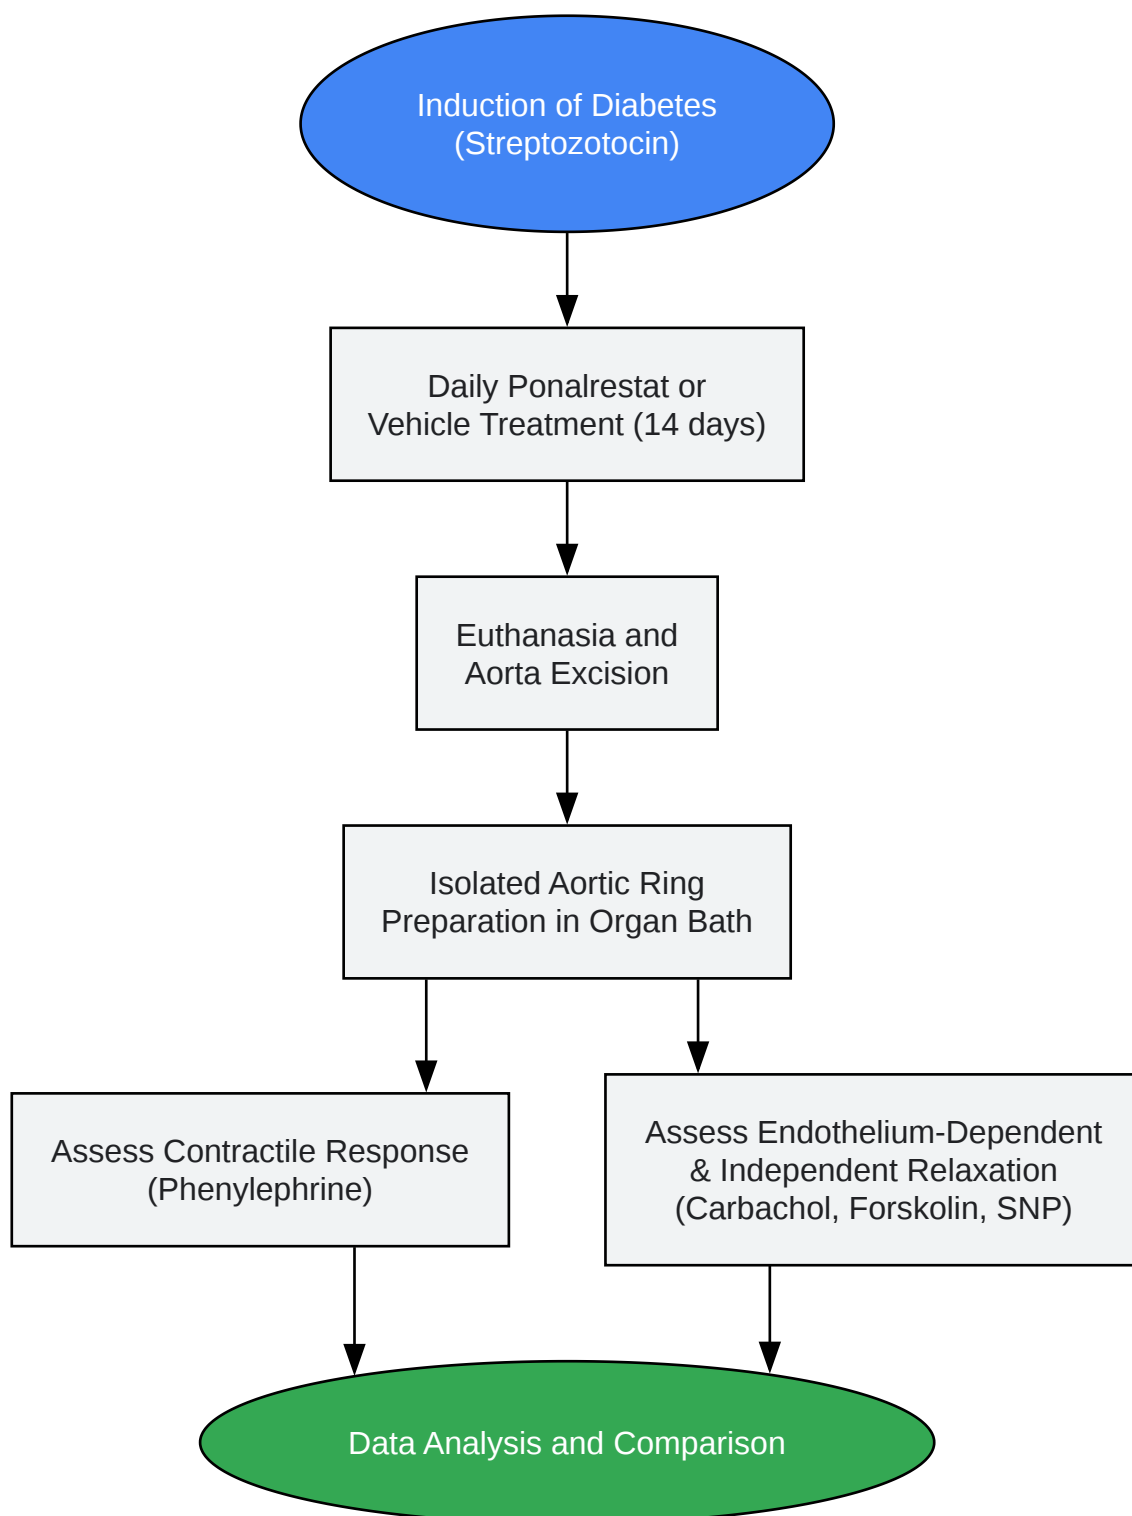 Induction of Diabetes
(Streptozotocin)
Daily Ponalrestat or
Vehicle Treatment (14 days)
Euthanasia and
Aorta Excision
Isolated Aortic Ring
Preparation in Organ Bath
Assess Contractile Response
(Phenylephrine)
Assess Endothelium-Dependent
& Independent Relaxation
(Carbachol, Forskolin, SNP)
Data Analysis and Comparison